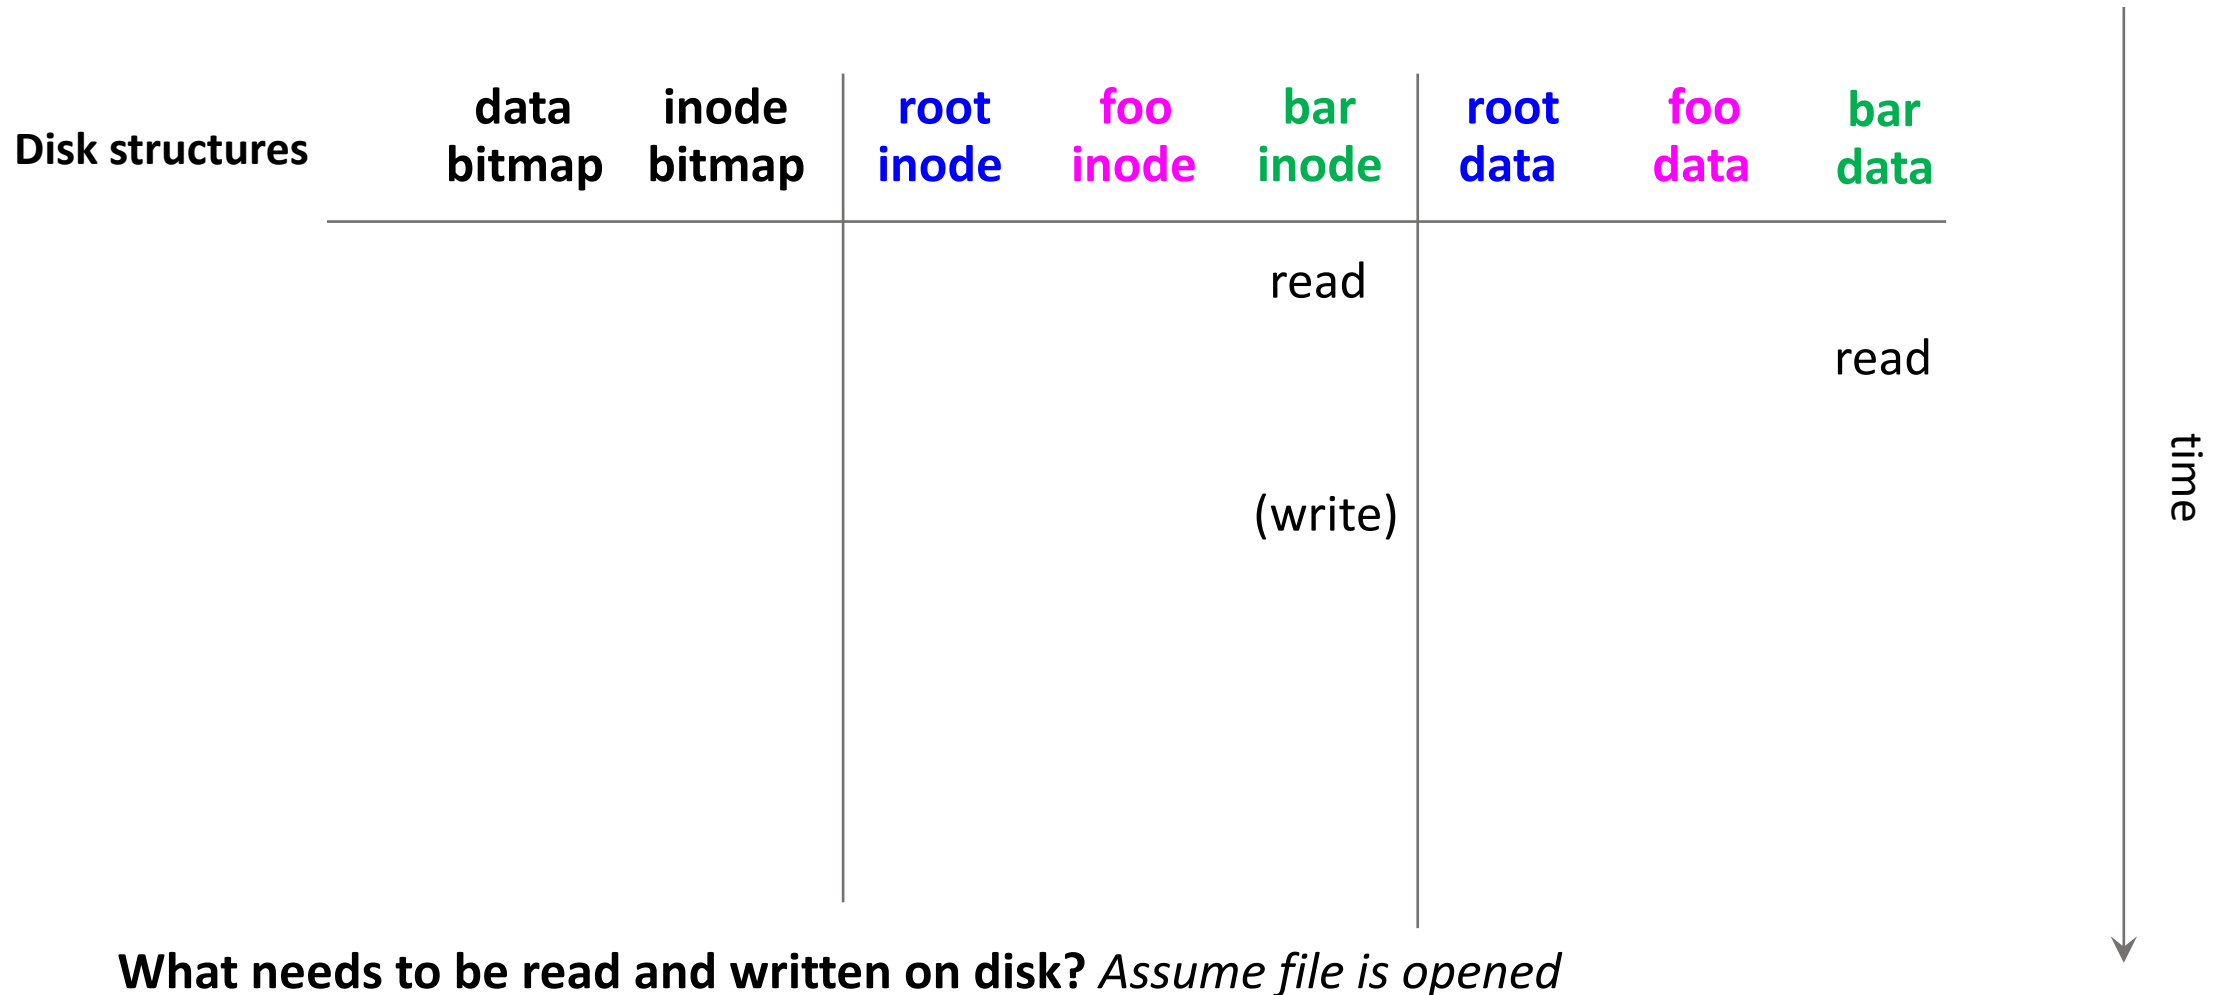 Disk structures
data bitmap
inode bitmap
root inode
foo inode
bar inode
root data
foo data
bar data
read
read
(write)
time
What needs to be read and written on disk? Assume file is opened